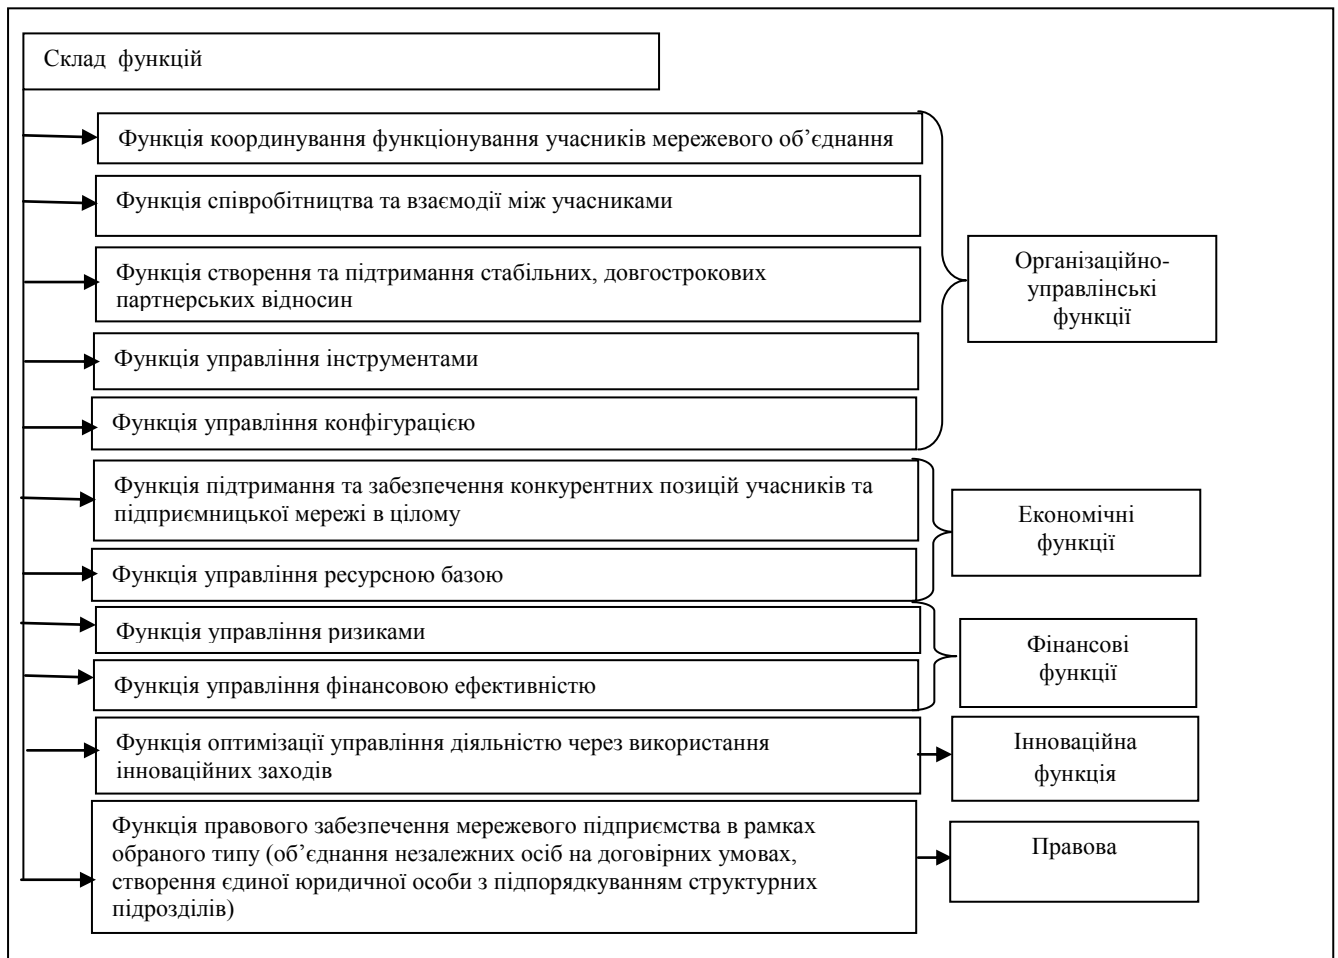 Склад функцій
Функція координування функціонування учасників мережевого об’єднання
Функція співробітництва та взаємодії між учасниками
Функція створення та підтримання стабільних, довгострокових
партнерських відносин
Функція управління інструментами
Функція управління конфігурацією
Організаційно-
управлінські
функції
Функція підтримання та забезпечення конкурентних позицій учасників та
підприємницької мережі в цілому
Функція управління ресурсною базою
Економічні
функції
Функція управління ризиками
Функція управління фінансовою ефективністю
Фінансові
функції
Функція оптимізації управління діяльністю через використання
інноваційних заходів
Інноваційна
функція
Функція правового забезпечення мережевого підприємства в рамках
обраного типу (об’єднання незалежних осіб на договірних умовах,
створення єдиної юридичної особи з підпорядкуванням структурних
підрозділів)
Правова